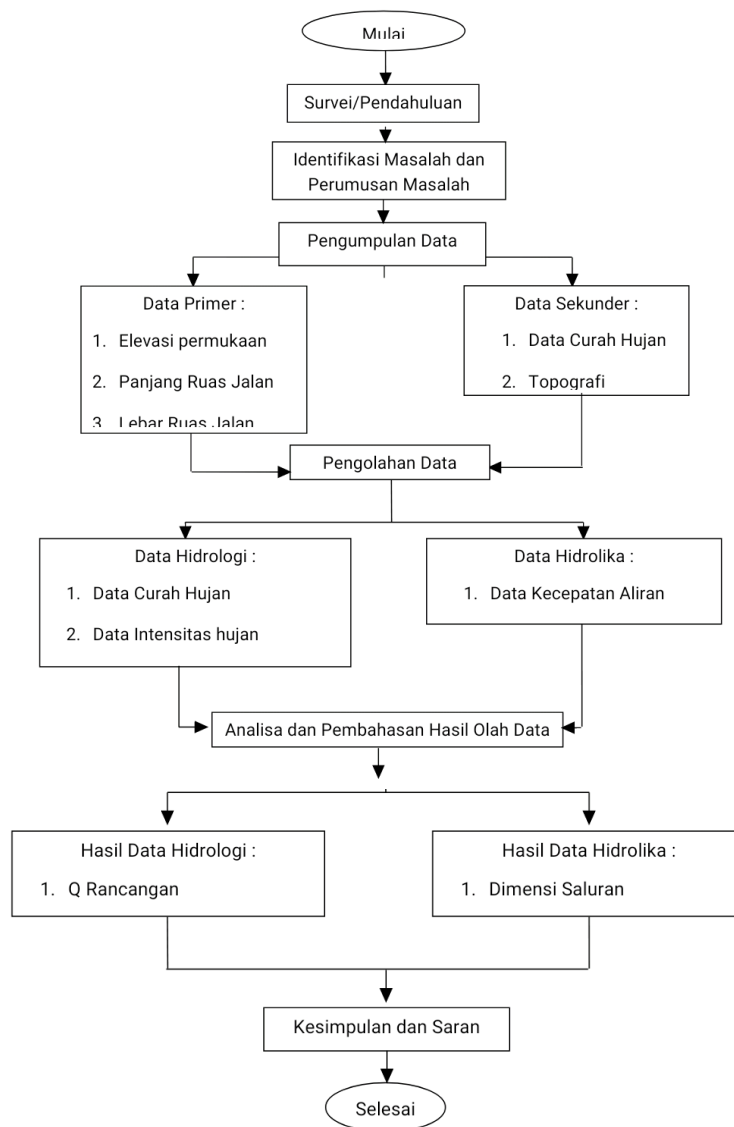 Mulai
Survei/Pendahuluan
Identifikasi Masalah dan
Perumusan Masalah
Pengumpulan Data
Data Primer :
1. Elevasi permukaan
2. Panjang Ruas Jalan
3. Lebar Ruas Jalan
Data Sekunder :
1. Data Curah Hujan
2. Topografi
Pengolahan Data
Data Hidrologi :
1. Data Curah Hujan
2. Data Intensitas hujan
Data Hidrolika :
1. Data Kecepatan Aliran
Analisa dan Pembahasan Hasil Olah Data
Hasil Data Hidrologi :
1. Q Rancangan
Hasil Data Hidrolika :
1. Dimensi Saluran
Kesimpulan dan Saran
Selesai